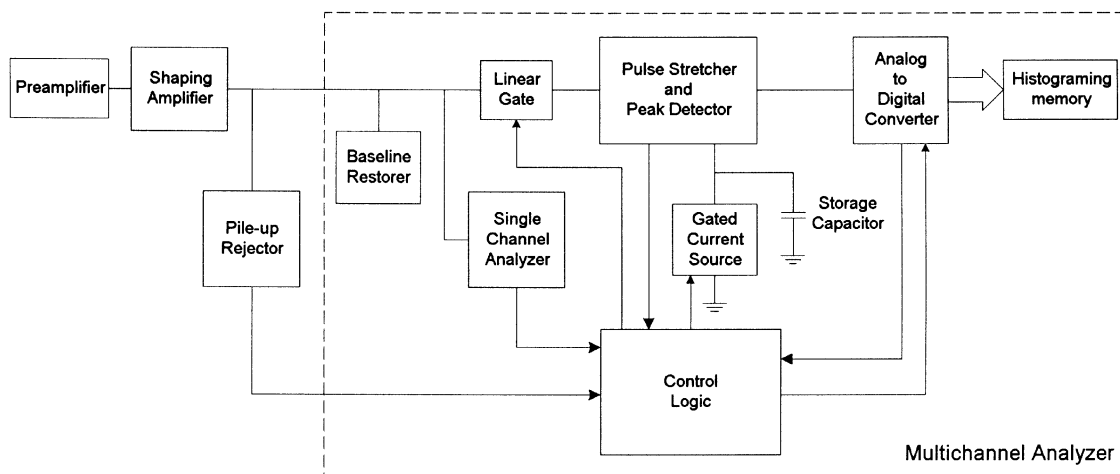 Preamplifier
Shaping
Amplifier
Linear
Gate
Pulse Stretcher
and
Peak Detector
Analog
to
Digital
Converter
Histograming
memory
Baseline
Restorer
Pile-up
Rejector
Single
Channel
Analyzer
Gated
Current
Source
Storage
Capacitor
Control
Logic
Multichannel Analyzer